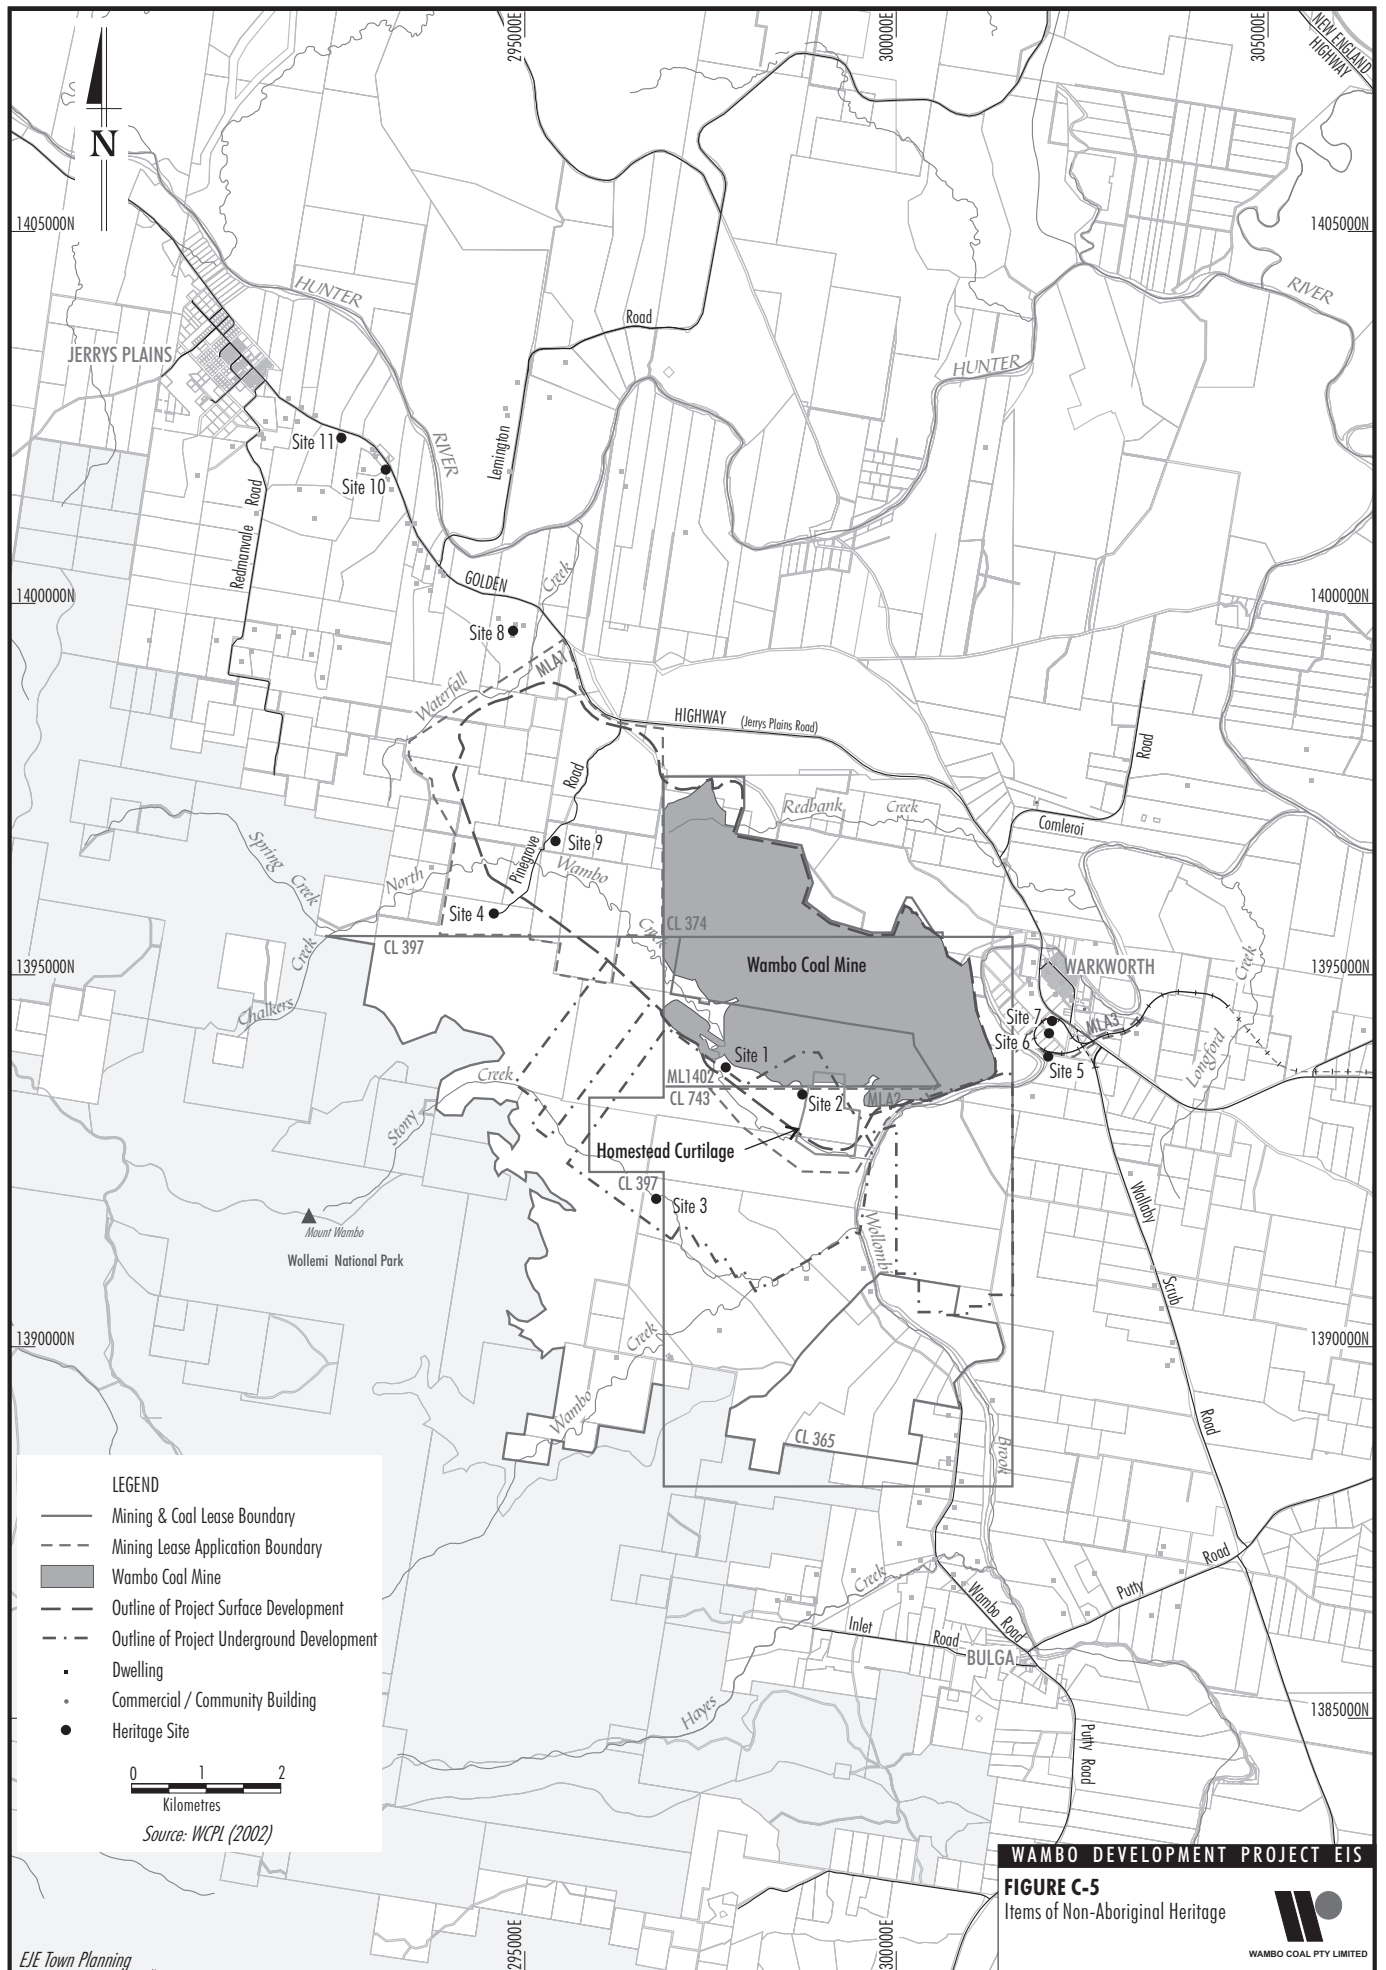 295000E
300000E
305000E
NEW ENGLAND
HIGHWAY
N
1405000N
1405000N
HUNTER
RIVER
Road
JERRYS PLAINS
HUNTER
Site 11
RIVER
Lemington
Site 10
Redmanvale Road
GOLDEN
Creek
1400000N
1400000N
Site 8
MLA1
Waterfall
HIGHWAY (Jerrys Plains Road)
Road
Road
Redbank Creek
Comleroi
Spring
Creek
Pinegrove
Site 9
North
Wambo
Site 4
Creek
CL 374
CL 397
Creek
Wambo Coal Mine
WARKWORTH
Creek
1395000N
1395000N
Chalkers
Site 7
MLA3
Site 6
Longford
Site 1
Site 5
Creek
ML1402
CL 743
Site 2
MLA2
Stony
Homestead Curtilage
CL 397
Site 3
Wallaby
Mount Wambo
Wollombi
Wollemi National Park
Scrub
1390000N
Creek
1390000N
Wambo
Road
CL 365
Brook
LEGEND
Mining & Coal Lease Boundary
Mining Lease Application Boundary
Wambo Coal Mine
Outline of Project Surface Development
Outline of Project Underground Development
Dwelling
Commercial / Community Building
Heritage Site
0 1 2
Kilometres
Source: WCPL (2002)
Road
Creek
Putty
Wambo Road
Inlet Road
BULGA
Hayes
1385000N
Putty Road
WAMBO DEVELOPMENT PROJECT EIS
FIGURE C-5
Items of Non-Aboriginal Heritage
WAMBO COAL PTY LIMITED
295000E
300000E
EJE Town Planning